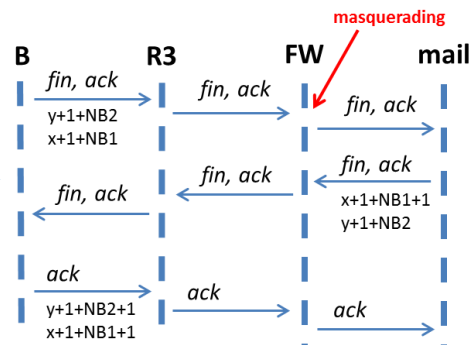 masquerading
B R3 FW mail
fin, ack
y+1+NB2
x+1+NB1
fin, ack
fin, ack
fin, ack
x+1+NB1+1
y+1+NB2
fin, ack
fin, ack
ack
y+1+NB2+1
x+1+NB1+1
ack
ack